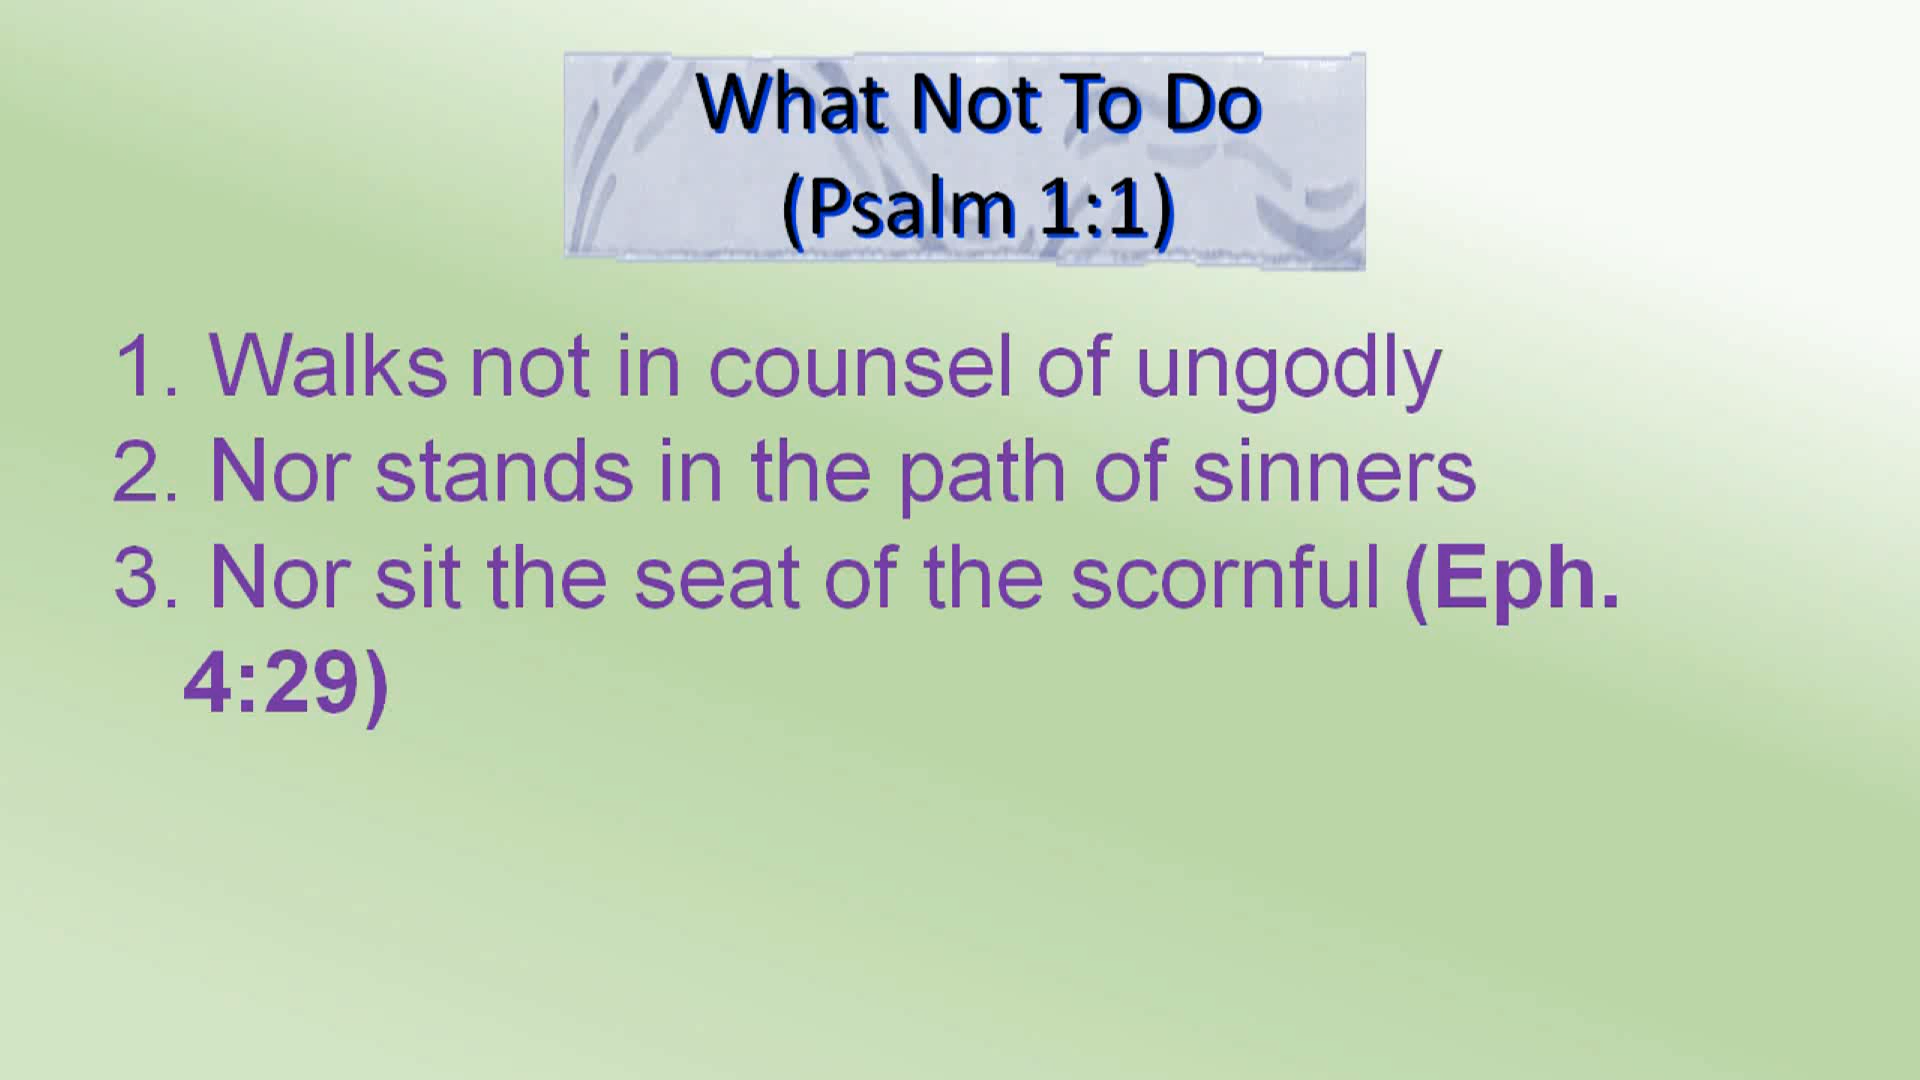 What Not To Do
(Psalm 1:1)
1. Walks not in counsel of ungodly
2. Nor stands in the path of sinners
3. Nor sit the seat of the scornful (Eph.
4:29)